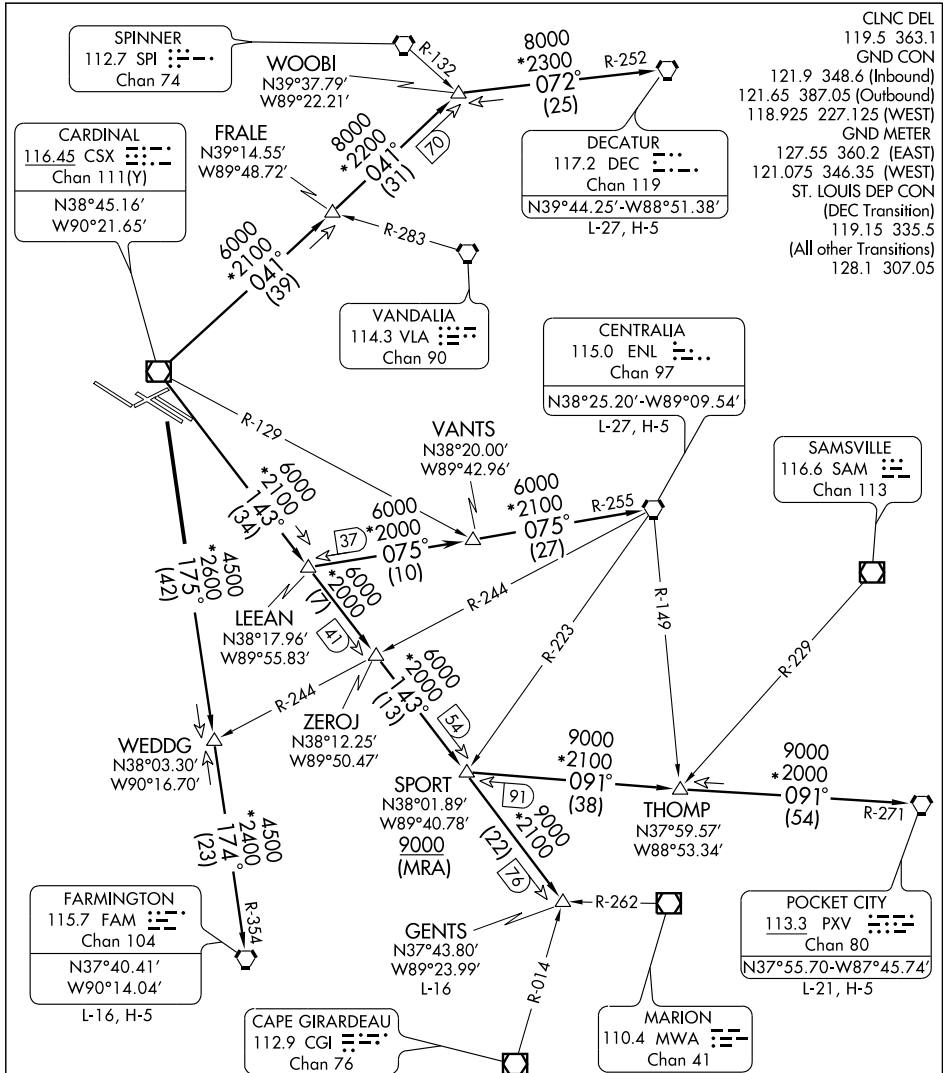 SPINNER
112.7 SPI
Chan 74
WOOBI
N39°37.79'
W89°22.21'
R-132
8000
*2300
072°
(25)
R-252
CLNC DEL
119.5 363.1
GND CON
121.9 348.6 (Inbound)
121.65 387.05 (Outbound)
118.925 227.125 (WEST)
GND METER
127.55 360.2 (EAST)
121.075 346.35 (WEST)
ST. LOUIS DEP CON
(DEC Transition)
119.15 335.5
(All other Transitions)
128.1 307.05
CARDINAL
116.45 CSX
Chan 111(Y)
N38°45.16'
W90°21.65'
FRALE
N39°14.55'
W89°48.72'
8000
*2200
041°
(31)
70
DECATUR
117.2 DEC
Chan 119
N39°44.25'-W88°51.38'
L-27, H-5
6000
*2100
041°
(39)
R-283
VANDALIA
114.3 VLA
Chan 90
CENTRALIA
115.0 ENL
Chan 97
N38°25.20'-W89°09.54'
L-27, H-5
R-129
VANTS
N38°20.00'
W89°42.96'
SAMSVILLE
116.6 SAM
Chan 113
6000
*2100
143°
(34)
37
6000
*2000
075°
(10)
6000
*2100
075°
(27)
R-255
4500
*2600
175°
(42)
LEEAN
N38°17.96'
W89°55.83'
6000
*2000
(7)
41
R-244
R-223
R-149
R-229
R-244
ZEROJ
N38°12.25'
W89°50.47'
6000
*2000
143°
(13)
54
WEDDG
N38°03.30'
W90°16.70'
SPORT
N38°01.89'
W89°40.78'
9000
(MRA)
9000
*2100
091°
(38)
91
THOMP
N37°59.57'
W88°53.34'
9000
*2000
091°
(54)
R-271
4500
*2400
174°
(23)
R-354
9000
*2100
(22)
76
FARMINGTON
115.7 FAM
Chan 104
N37°40.41'
W90°14.04'
L-16, H-5
GENTS
N37°43.80'
W89°23.99'
L-16
R-262
R-014
POCKET CITY
113.3 PXV
Chan 80
N37°55.70-W87°45.74'
L-21, H-5
CAPE GIRARDEAU
112.9 CGI
Chan 76
MARION
110.4 MWA
Chan 41